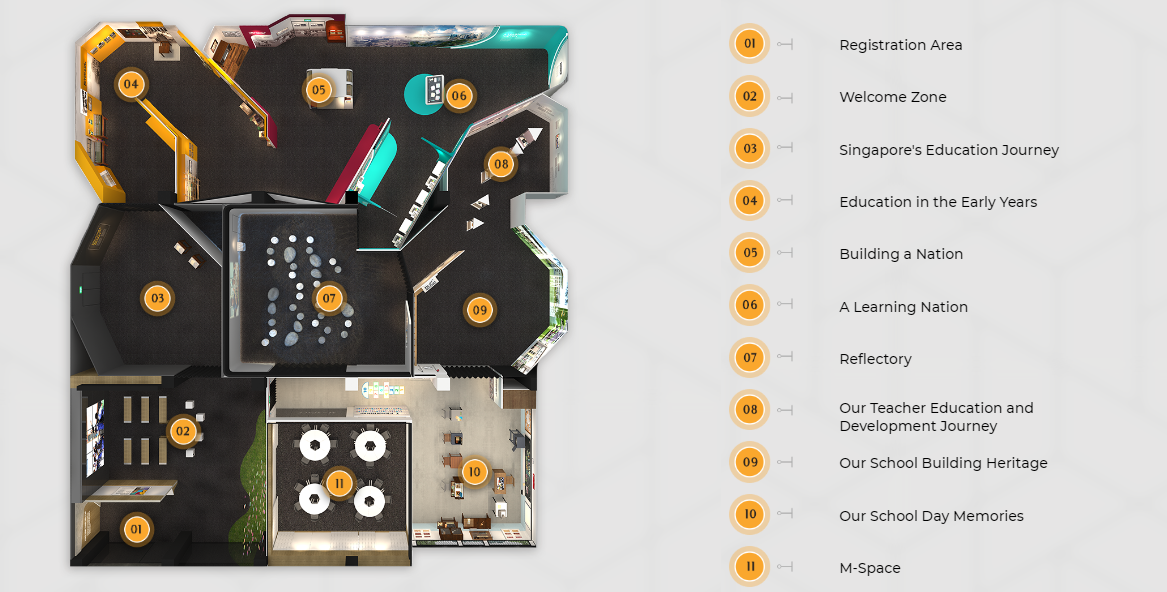 04
05
06
08
03
07
09
02
10
11
01
01 Registration Area
02 Welcome Zone
03 Singapore's Education Journey
04 Education in the Early Years
05 Building a Nation
06 A Learning Nation
07 Reflectory
08 Our Teacher Education and
Development Journey
09 Our School Building Heritage
10 Our School Day Memories
11 M-Space